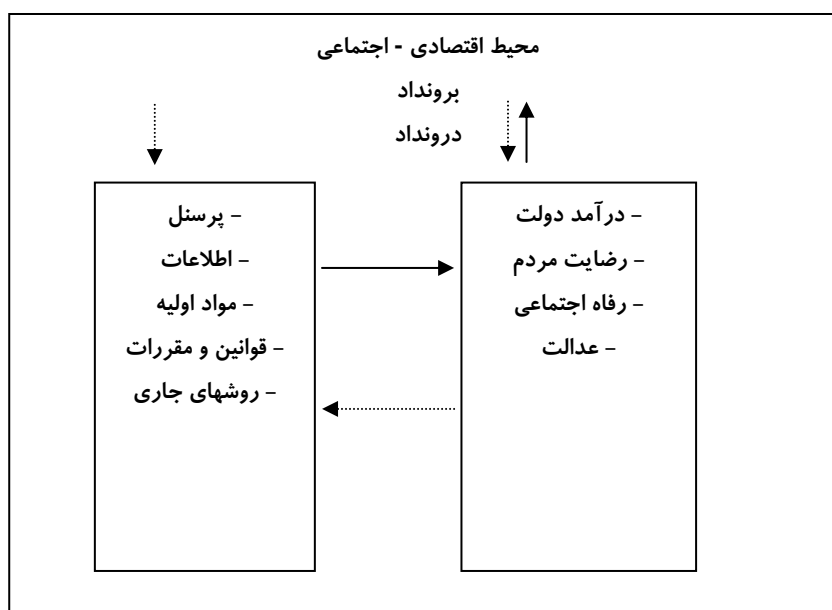 محیط اقتصادی - اجتماعی
برونداد
درونداد
– درآمد دولت
– رضایت مردم
– رفاه اجتماعی
– عدالت
– پرسنل
– اطلاعات
– مواد اولیه
– قوانین و مقررات
– روشهای جاری